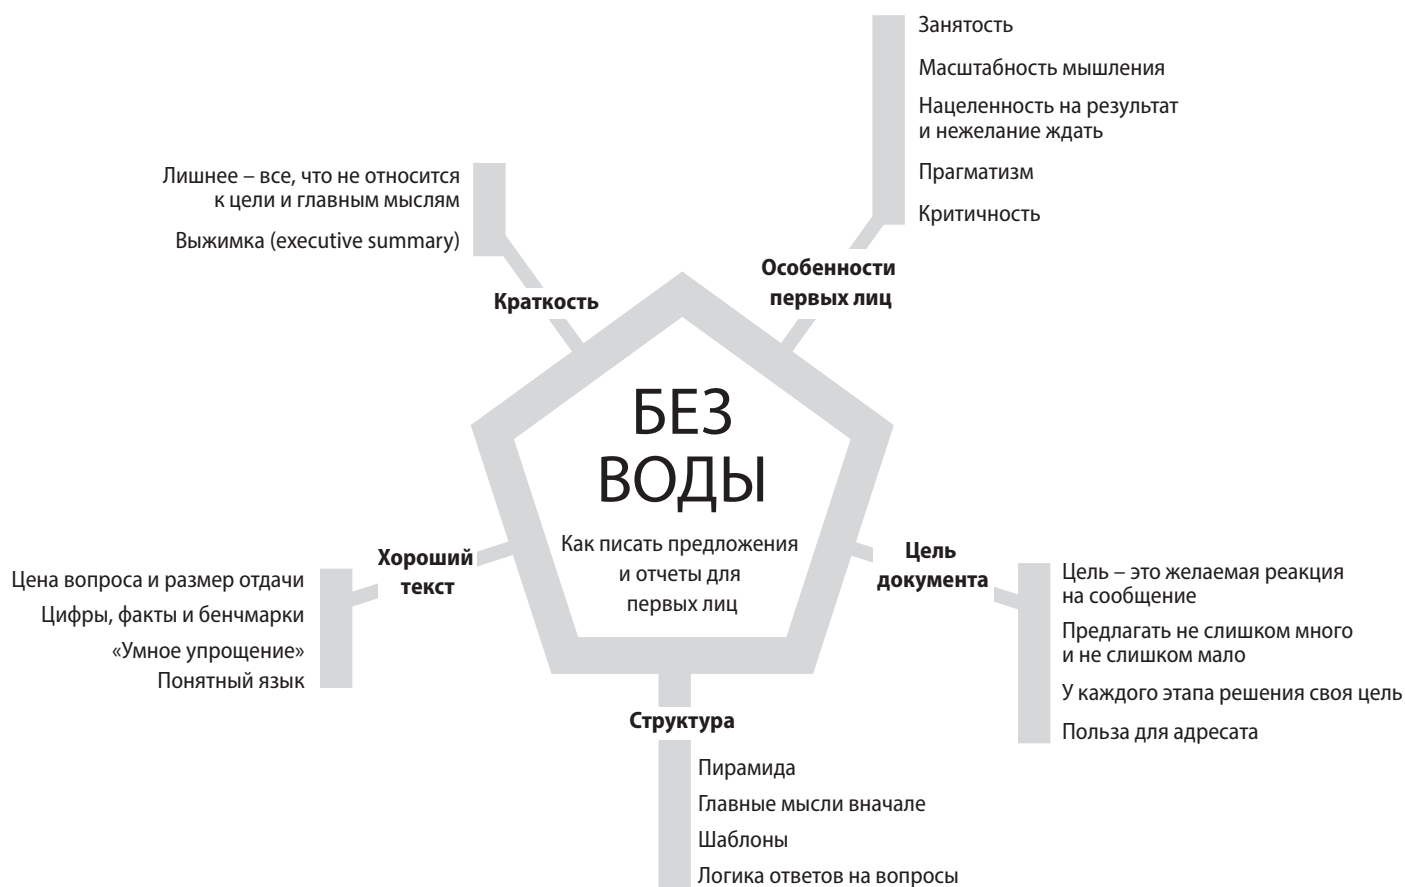 Занятость
Масштабность мышления
Нацеленность на результат
и нежелание ждать
Прагматизм
Критичность
Особенности
первых лиц
Лишнее – все, что не относится
к цели и главным мыслям
Выжимка (executive summary)
Краткость
БЕЗ
ВОДЫ
Как писать предложения
и отчеты для
первых лиц
Хороший
текст
Цена вопроса и размер отдачи
Цифры, факты и бенчмарки
«Умное упрощение»
Понятный язык
Цель
документа
Цель – это желаемая реакция
на сообщение
Предлагать не слишком много
и не слишком мало
У каждого этапа решения своя цель
Польза для адресата
Структура
Пирамида
Главные мысли вначале
Шаблоны
Логика ответов на вопросы